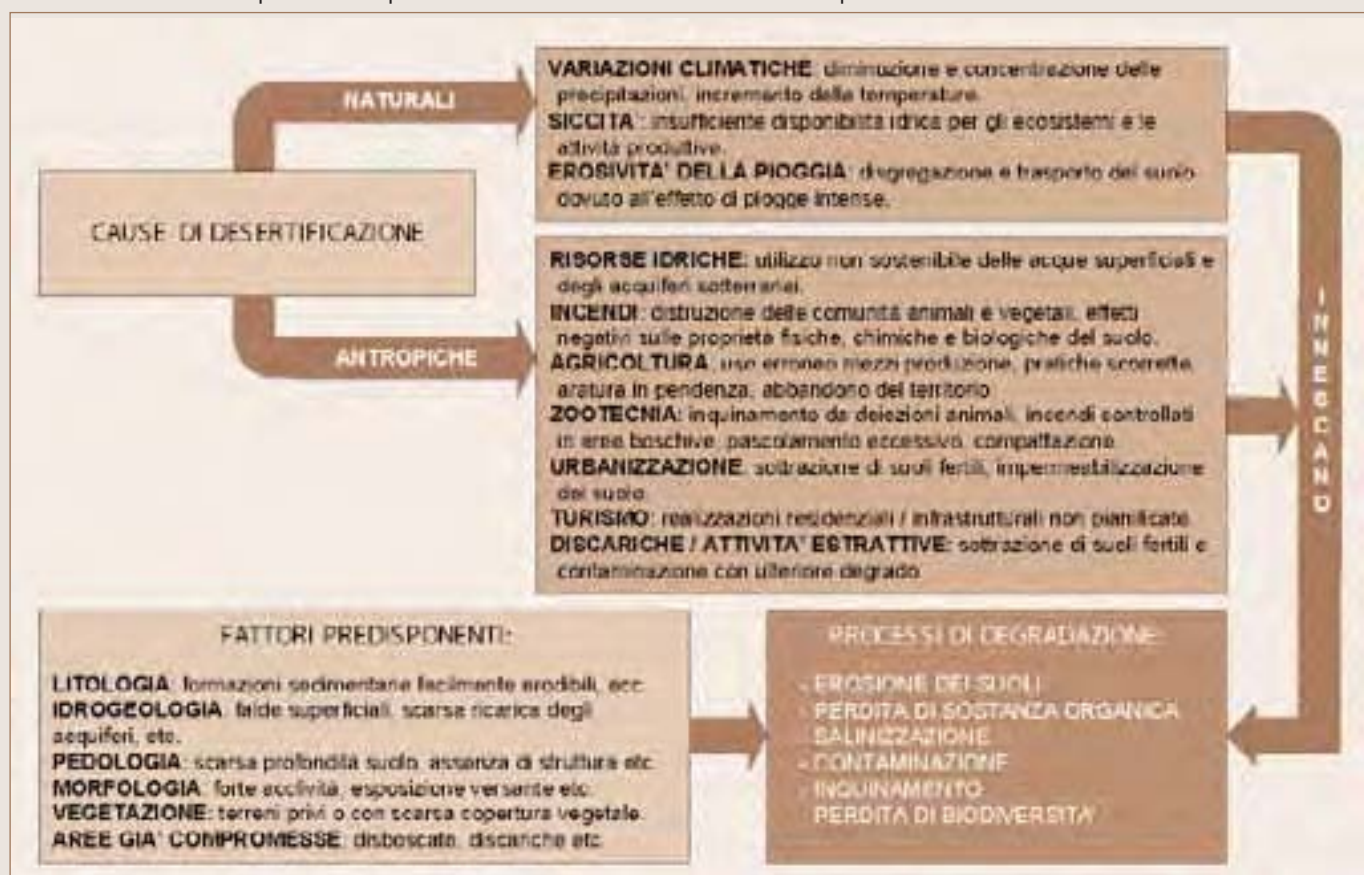 CAUSE DI DESERTIFICAZIONE
NATURALI
VARIAZIONI CLIMATICHE: diminuzione e concentrazione delle
precipitazioni, incremento delle temperature.
SICCITA': insufficiente disponibilità idrica per gli ecosistemi e le
attività produttive.
EROSIVITA' DELLA PIOGGIA: disgregazione e trasporto del suolo
dovuto all'effetto di piogge intense.
ANTROPICHE
RISORSE IDRICHE: utilizzo non sostenibile delle acque superficiali e
degli acquiferi sotterranei.
INCENDI: distruzione delle comunità animali e vegetali, effetti
negativi sulle proprietà fisiche, chimiche e biologiche del suolo.
AGRICOLTURA: uso erroneo mezzi produzione, pratiche scorrette,
aratura in pendenza, abbandono del territorio
ZOOTECNIA: inquinamento da deiezioni animali, incendi controllati
in aree boschive, pascolamento eccessivo, compattazione.
URBANIZZAZIONE: sottrazione di suoli fertili, impermeabilizzazione
del suolo.
TURISMO: realizzazioni residenziali / infrastrutturali non pianificate.
DISCARICHE / ATTIVITA' ESTRATTIVE: sottrazione di suoli fertili e
contaminazione con ulteriore degrado
INNESCANO
FATTORI PREDISPONENTI:
LITOLOGIA: formazioni sedimentarie facilmente erodibili, ecc.
IDROGEOLOGIA: falde superficiali, scarsa ricarica degli
acquiferi, etc.
PEDOLOGIA: scarsa profondità suolo, assenza di struttura etc.
MORFOLOGIA: forte acclività, esposizione versante etc.
VEGETAZIONE: terreni privi o con scarsa copertura vegetale.
AREE GIA' COMPROMESSE: disboscate, discariche etc.
PROCESSI DI DEGRADAZIONE:
- EROSIONE DEI SUOLI
- PERDITA DI SOSTANZA ORGANICA
- SALINIZZAZIONE
- CONTAMINAZIONE
- INQUINAMENTO
- PERDITA DI BIODIVERSITA'